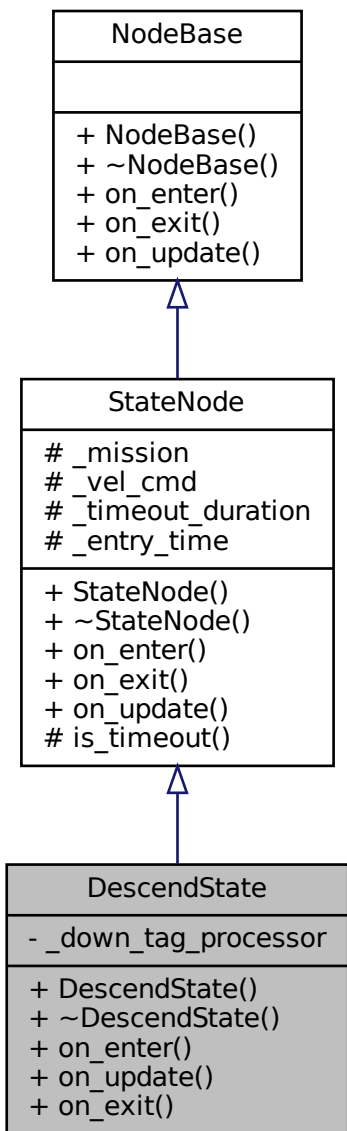 NodeBase
+ NodeBase()
+ ~NodeBase()
+ on_enter()
+ on_exit()
+ on_update()
StateNode
# _mission
# _vel_cmd
# _timeout_duration
# _entry_time
+ StateNode()
+ ~StateNode()
+ on_enter()
+ on_exit()
+ on_update()
# is_timeout()
DescendState
- _down_tag_processor
+ DescendState()
+ ~DescendState()
+ on_enter()
+ on_update()
+ on_exit()